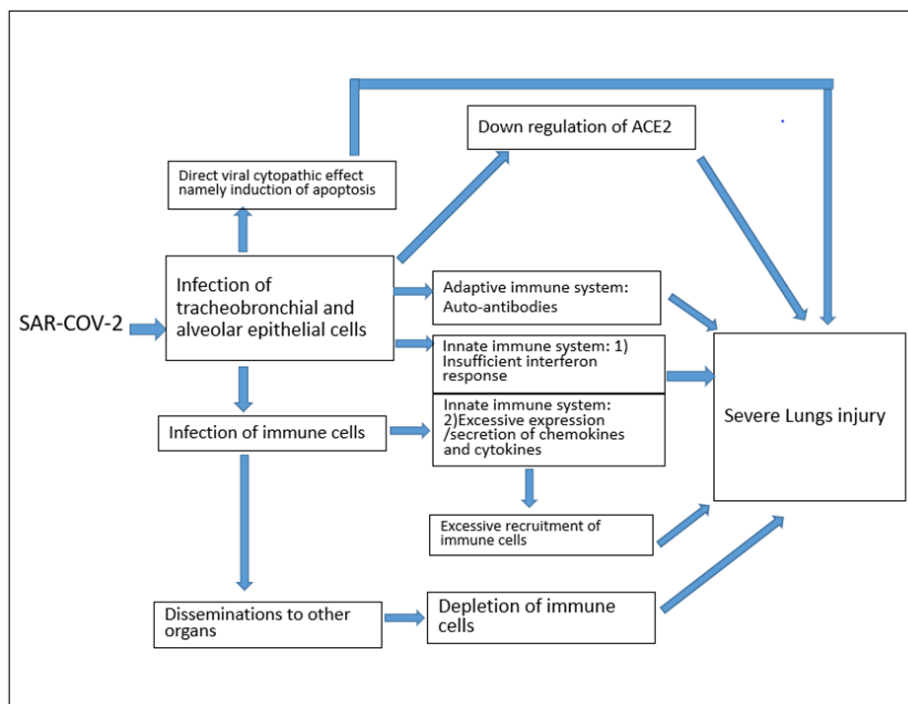 Down regulation of ACE2
Direct viral cytopathic effect
namely induction of apoptosis
Infection of
tracheobronchial and
alveolar epithelial cells
SAR-COV-2
Adaptive immune system:
Auto-antibodies
Innate immune system: 1)
Insufficient interferon
response
Innate immune system:
2)Excessive expression
/secretion of chemokines
and cytokines
Severe Lungs injury
Infection of immune cells
Excessive recruitment of
immune cells
Disseminations to other
organs
Depletion of immune
cells